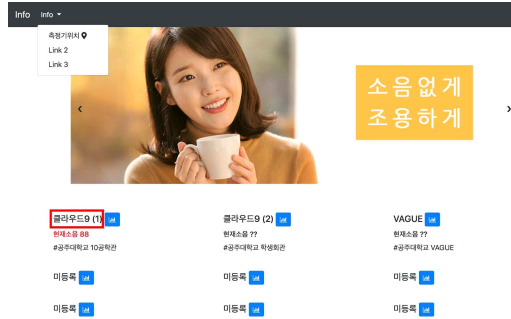 Info Info
측정기위치
Link 2
Link 3
소음없게
조용하게
클라우드9 (1) 클라우드9 (2) VAGUE
현재소음 88 현재소음 ?? 현재소음 ??
#공주대학교 10공학관 #공주대학교 학생회관 #공주대학교 VAGUE
미등록 미등록 미등록
미등록 미등록 미등록